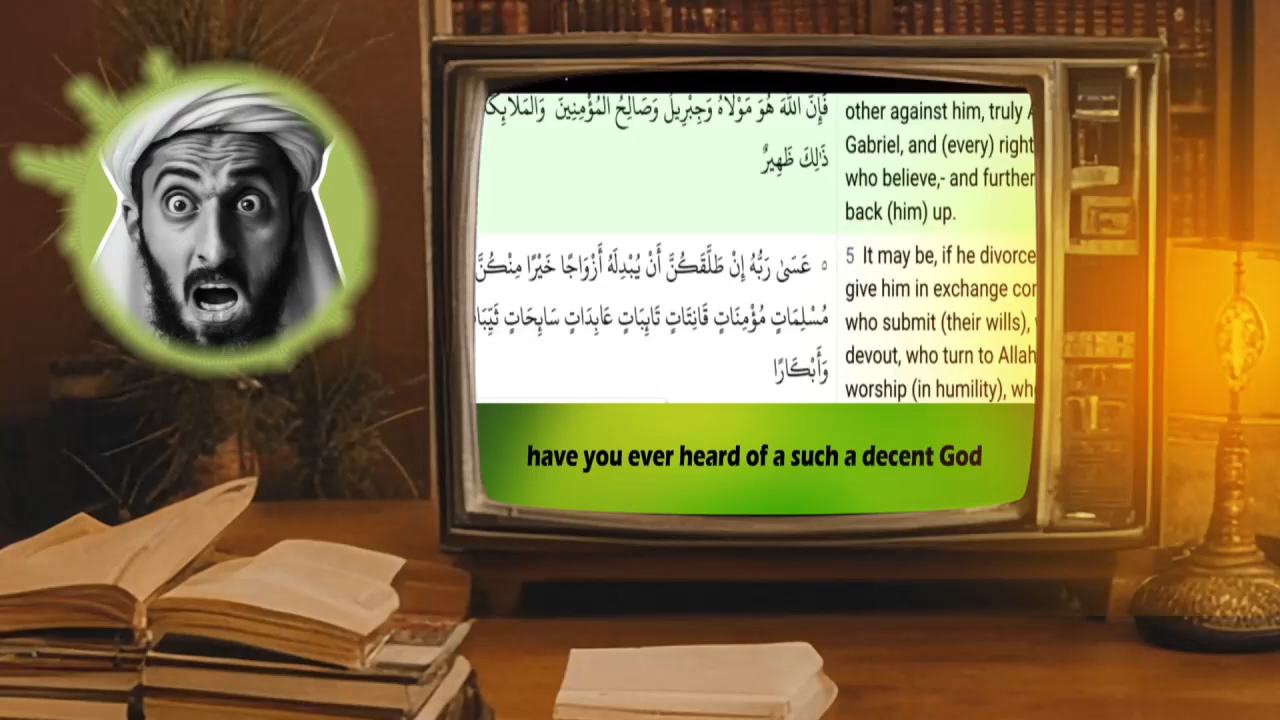 فَإِنَّ اللَّهَ هُوَ مَوْلَاهُ وَجِبْرِيلُ وَصَالِحُ الْمُؤْمِنِينَ وَالْمَلَائِكَ
ذَٰلِكَ ظَهِيرٌ
other against him, truly
Gabriel, and (every) right
who believe,- and further
back (him) up.
٥ عَسَىٰ رَبُّهُ إِنْ طَلَّقَكُنَّ أَنْ يُبْدِلَهُ أَزْوَاجًا خَيْرًا مِنْكُنَّ
مُسْلِمَاتٍ مُؤْمِنَاتٍ قَانِتَاتٍ تَائِبَاتٍ عَابِدَاتٍ سَائِحَاتٍ ثَيِّبَا
وَأَبْكَارًا
5 It may be, if he divorce
give him in exchange con
who submit (their wills),
devout, who turn to Allah
worship (in humility), wh
have you ever heard of a such a decent God